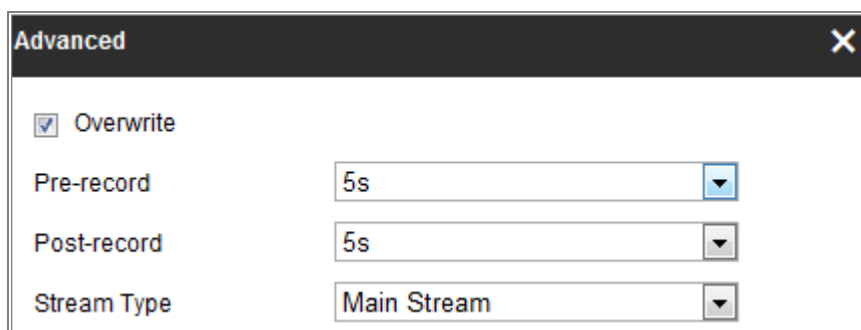 Advanced
Overwrite
Pre-record 5s
Post-record 5s
Stream Type Main Stream